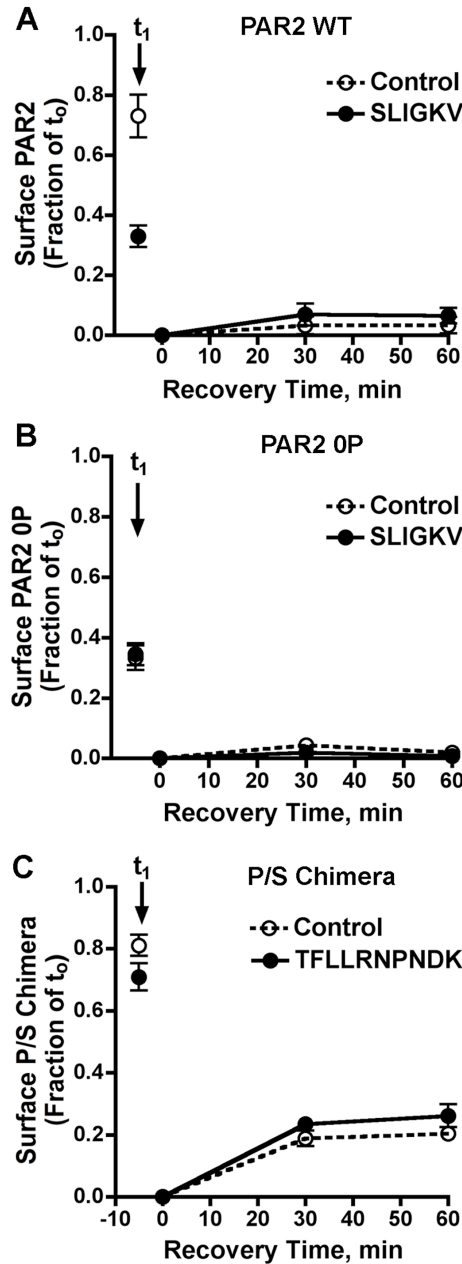 A
t1
PAR2 WT
Control
SLIGKV
Surface PAR2
(Fraction of to)
1.0
0.8
0.6
0.4
0.2
0.0
0 10 20 30 40 50 60
Recovery Time, min
B
t1
PAR2 0P
Control
SLIGKV
Surface PAR2 0P
(Fraction of to)
1.0
0.8
0.6
0.4
0.2
0.0
0 10 20 30 40 50 60
Recovery Time, min
C
t1
P/S Chimera
Control
TFLLRNPNDK
Surface P/S Chimera
(Fraction of to)
1.0
0.8
0.6
0.4
0.2
0.0
-10 0 10 20 30 40 50 60
Recovery Time, min